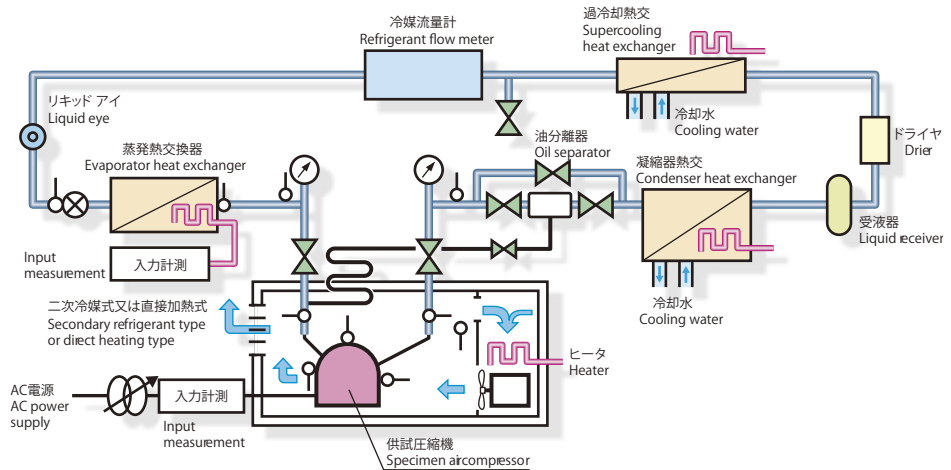 冷媒流量計
Refrigerant flow meter
過冷却熱交
Supercooling
heat exchanger
リキッド アイ
Liquid eye
冷却水
Cooling water
ドライヤ
Drier
蒸発熱交換器
Evaporator heat exchanger
油分離器
Oil separator
凝縮器熱交
Condenser heat exchanger
受液器
Liquid receiver
Input
measurement
入力計測
冷却水
Cooling water
二次冷媒式又は直接加熱式
Secondary refrigerant type
or direct heating type
ヒータ
Heater
AC電源
AC power
supply
入力計測
Input
measurement
供試圧縮機
Specimen aircompressor